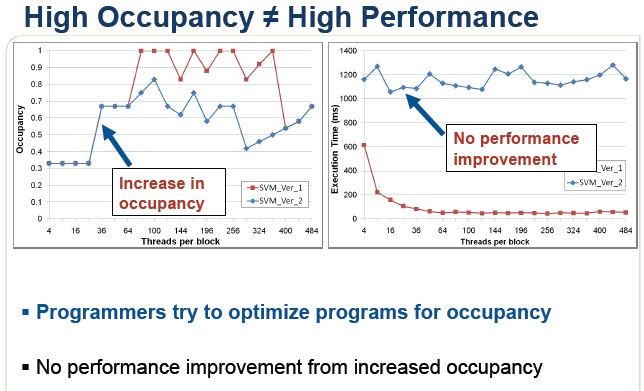 High Occupancy ≠ High Performance
1
0.9
0.8
0.7
0.6
0.5
0.4
0.3
0.2
0.1
0
Occupancy
4 16 36 64 100 144 196 256 324 400 484
Threads per block
Increase in
occupancy
SVM_Ver_1
SVM_Ver_2
1400
1200
1000
800
600
400
200
0
Execution Time (ms)
4 16 36 64 100 144 196 256 324 400 484
Threads per block
No performance
improvement
_Ver_1
SVM_Ver_2
▪ Programmers try to optimize programs for occupancy
▪ No performance improvement from increased occupancy